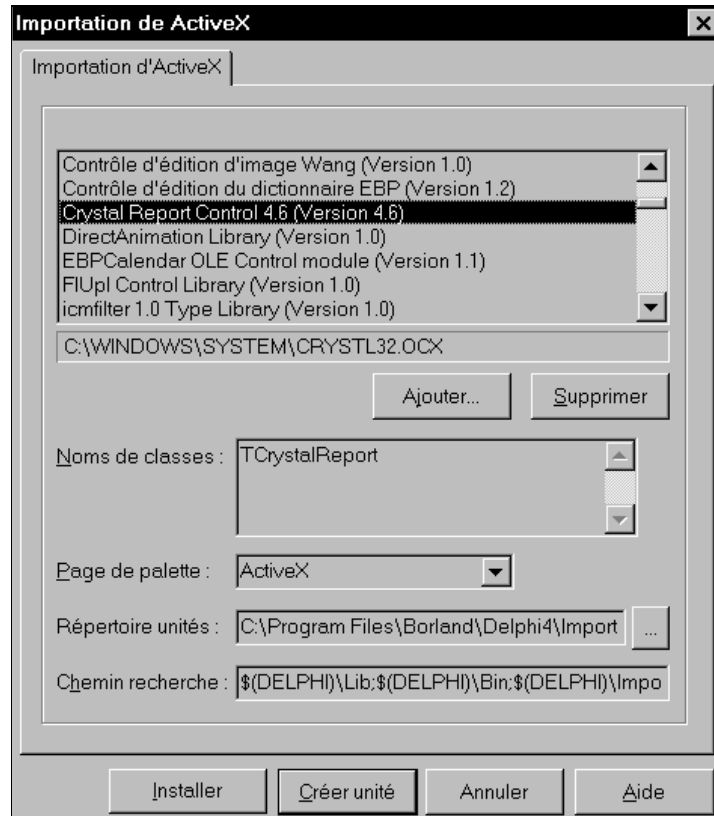 Importation de ActiveX
Importation d'ActiveX
Contrôle d'édition d'image Wang (Version 1.0)
Contrôle d'édition du dictionnaire EBP (Version 1.2)
Crystal Report Control 4.6 (Version 4.6)
DirectAnimation Library (Version 1.0)
EBPCalendar OLE Control module (Version 1.1)
FlUpl Control Library (Version 1.0)
icmfilter 1.0 Type Library (Version 1.0)
C:\WINDOWS\SYSTEM\CRYSTL32.OCX
Ajouter... Supprimer
Noms de classes : TCrystalReport
Page de palette : ActiveX
Répertoire unités : C:\Program Files\Borland\Delphi4\Import ...
Chemin recherche : $(DELPHI)\Lib;$(DELPHI)\Bin;$(DELPHI)\Impo
Installer Créer unité Annuler Aide